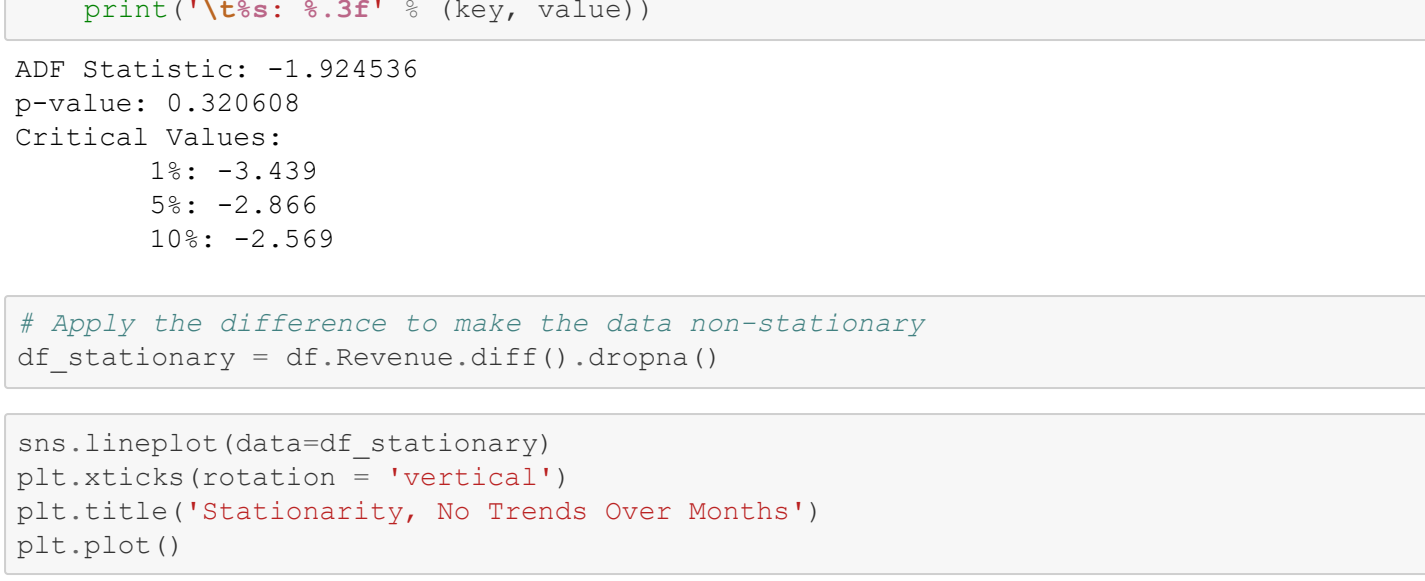 print('\t%s: %.3f' % (key, value))
ADF Statistic: -1.924536
p-value: 0.320608
Critical Values:
1%: -3.439
5%: -2.866
10%: -2.569
# Apply the difference to make the data non-stationary
df_stationary = df.Revenue.diff().dropna()
sns.lineplot(data=df_stationary)
plt.xticks(rotation = 'vertical')
plt.title('Stationarity, No Trends Over Months')
plt.plot()